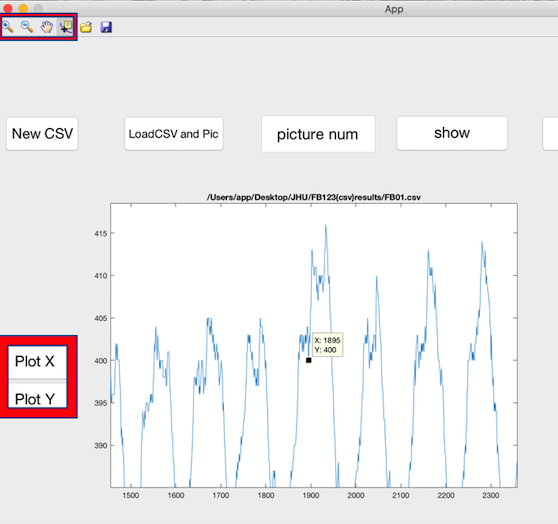 App
New CSV
LoadCSV and Pic
picture num
show
/Users/app/Desktop/JHU/FB123(csv)results/FB01.csv
415
410
405
400
395
390
X: 1895
Y: 400
Plot X
Plot Y
1500
1600
1700
1800
1900
2000
2100
2200
2300